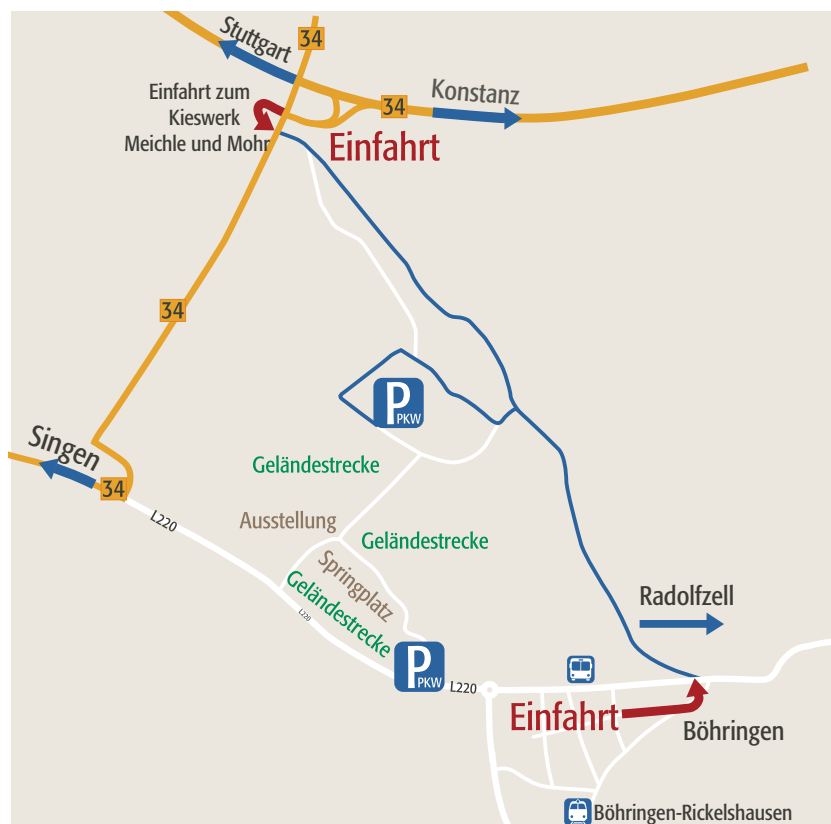 34
Stuttgart
34
Konstanz
Einfahrt zum
Kieswerk
Meichle und Mohr
Einfahrt
34
P
PKW
Singen
34
Geländestrecke
L220
Ausstellung
Geländestrecke
Springplatz
Geländestrecke
L220
Radolfzell
P
PKW
L220
Einfahrt
Böhringen
Böhringen-Rickelshausen